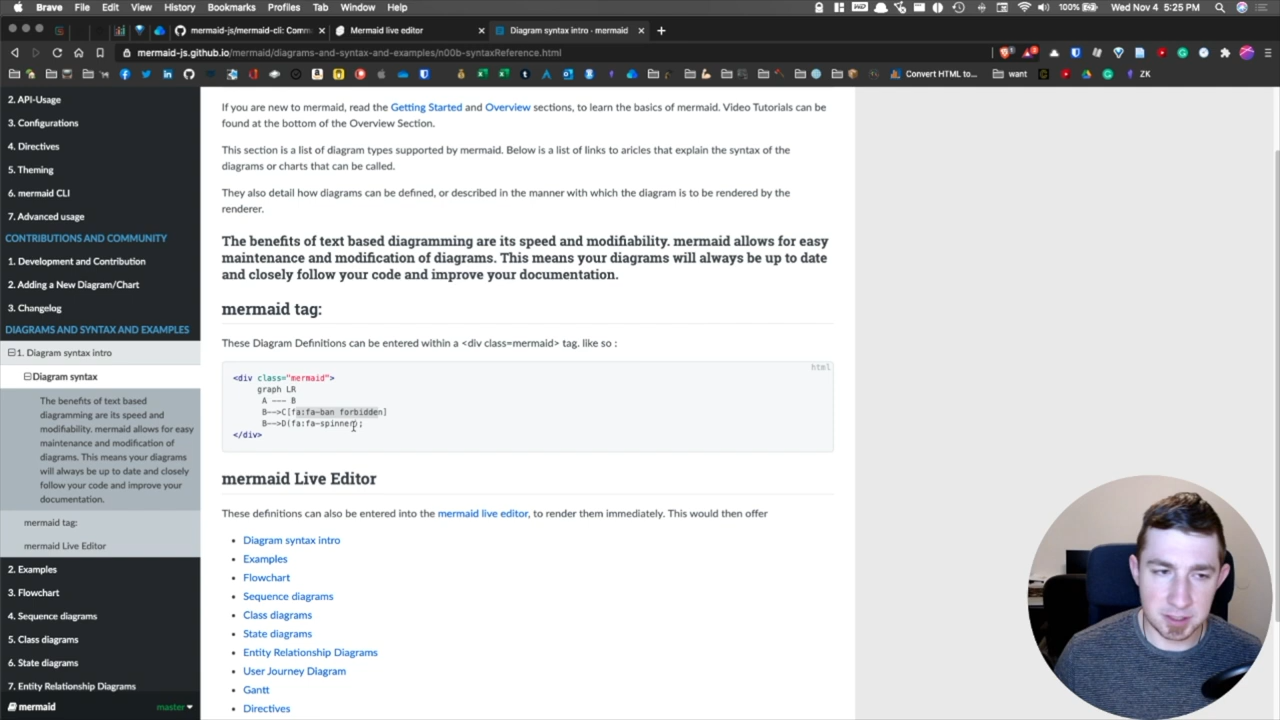 Brave File Edit View History Bookmarks Profiles Tab Window Help 100% Wed Nov 4 5:25 PM
mermaid-js/mermaid-cli: Comm Mermaid live editor Diagram syntax intro - mermaid
mermaid-js.github.io/mermaid/diagrams-and-syntax-and-examples/n00b-syntaxReference.html
Convert HTML to... want ZK
2. API-Usage
3. Configurations
4. Directives
5. Theming
6. mermaid CLI
7. Advanced usage
CONTRIBUTIONS AND COMMUNITY
1. Development and Contribution
2. Adding a New Diagram/Chart
3. Changelog
DIAGRAMS AND SYNTAX AND EXAMPLES
1. Diagram syntax intro
Diagram syntax
The benefits of text based
diagramming are its speed and
modifiability. mermaid allows for easy
maintenance and modification of
diagrams. This means your diagrams
will always be up to date and closely
follow your code and improve your
documentation.
mermaid tag:
mermaid Live Editor
2. Examples
3. Flowchart
4. Sequence diagrams
5. Class diagrams
6. State diagrams
7. Entity Relationship Diagrams
mermaid master
If you are new to mermaid, read the Getting Started and Overview sections, to learn the basics of mermaid. Video Tutorials can be
found at the bottom of the Overview Section.
This section is a list of diagram types supported by mermaid. Below is a list of links to aricles that explain the syntax of the
diagrams or charts that can be called.
They also detail how diagrams can be defined, or described in the manner with which the diagram is to be rendered by the
renderer.
The benefits of text based diagramming are its speed and modifiability. mermaid allows for easy
maintenance and modification of diagrams. This means your diagrams will always be up to date
and closely follow your code and improve your documentation.
mermaid tag:
These Diagram Definitions can be entered within a <div class=mermaid> tag. like so :
html
<div class="mermaid">
graph LR
A --- B
B-->C[fa:fa-ban forbidden]
B-->D(fa:fa-spinner);
</div>
mermaid Live Editor
These definitions can also be entered into the mermaid live editor, to render them immediately. This would then offer
Diagram syntax intro
Examples
Flowchart
Sequence diagrams
Class diagrams
State diagrams
Entity Relationship Diagrams
User Journey Diagram
Gantt
Directives